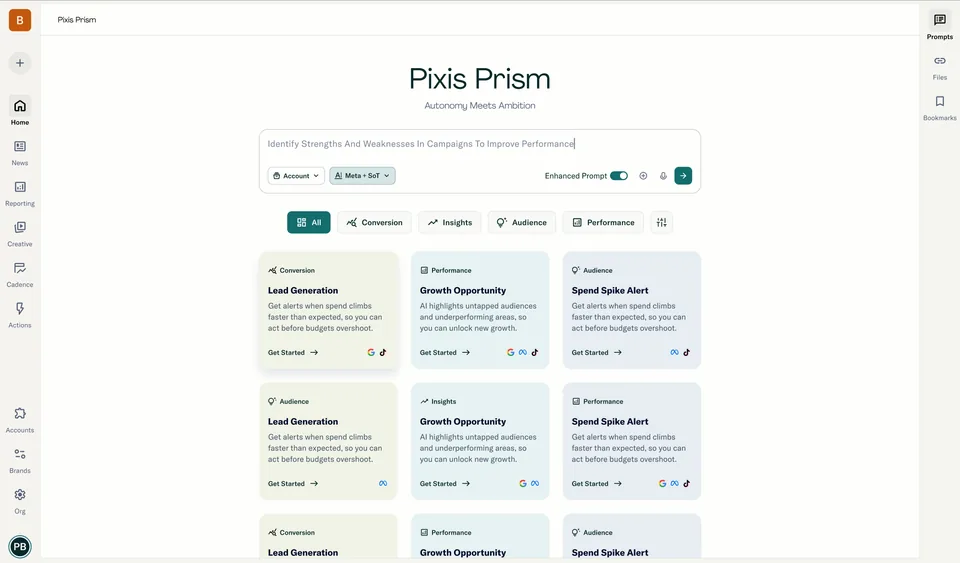 B
Pixis Prism
Prompts
Files
Bookmarks
Home
News
Reporting
Creative
Cadence
Actions
Accounts
Brands
Org
PB
Pixis Prism
Autonomy Meets Ambition
Identify Strengths And Weaknesses In Campaigns To Improve Performance
Account
AI Meta + SoT
Enhanced Prompt
All
Conversion
Insights
Audience
Performance
Conversion
Lead Generation
Get alerts when spend climbs
faster than expected, so you can
act before budgets overshoot.
Get Started
Performance
Growth Opportunity
AI highlights untapped audiences
and underperforming areas, so
you can unlock new growth.
Get Started
Audience
Spend Spike Alert
Get alerts when spend climbs
faster than expected, so you can
act before budgets overshoot.
Get Started
Audience
Lead Generation
Get alerts when spend climbs
faster than expected, so you can
act before budgets overshoot.
Get Started
Insights
Growth Opportunity
AI highlights untapped audiences
and underperforming areas, so
you can unlock new growth.
Get Started
Performance
Spend Spike Alert
Get alerts when spend climbs
faster than expected, so you can
act before budgets overshoot.
Get Started
Conversion
Lead Generation
Performance
Growth Opportunity
Audience
Spend Spike Alert